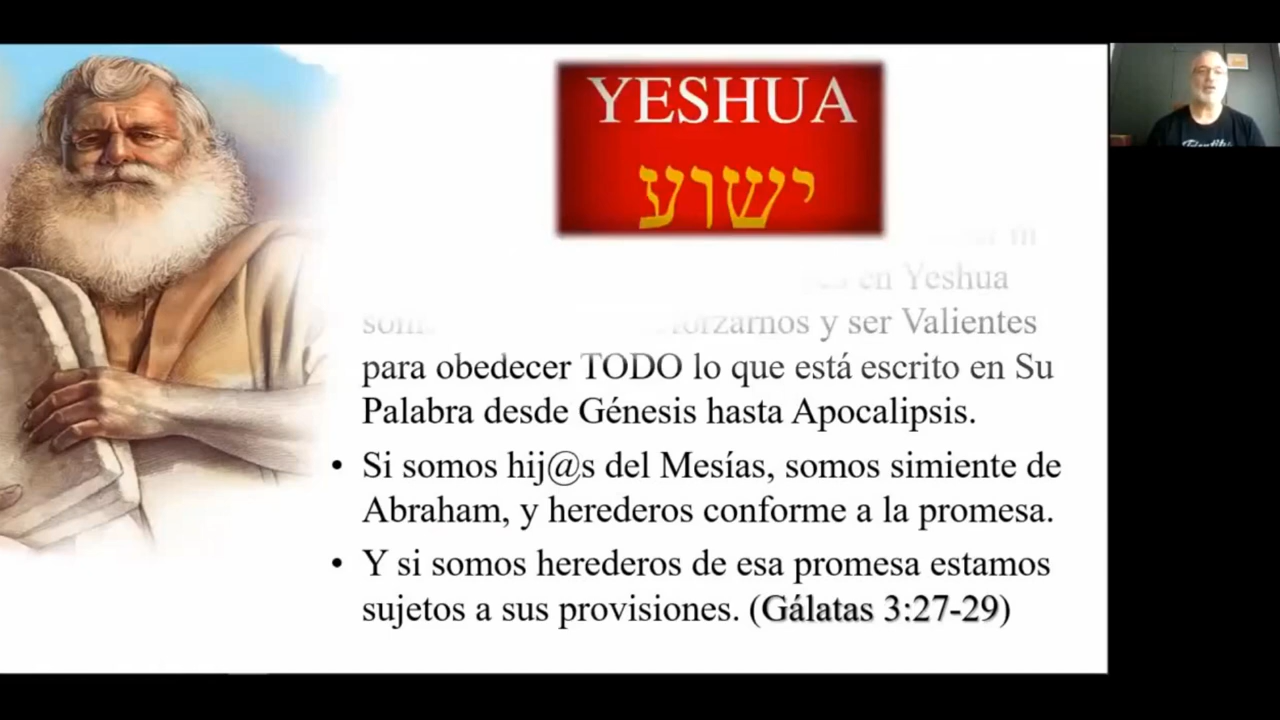 YESHUA
ישוע
en Yeshua
y ser Valientes
para obedecer TODO lo que está escrito en Su
Palabra desde Génesis hasta Apocalipsis.
• Si somos hij@s del Mesías, somos simiente de
Abraham, y herederos conforme a la promesa.
• Y si somos herederos de esa promesa estamos
sujetos a sus provisiones. (Gálatas 3:27-29)